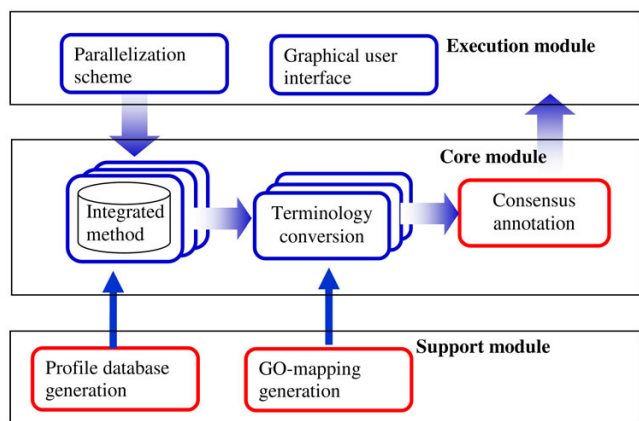 Execution module
Parallelization
scheme
Graphical user
interface
Core module
Integrated
method
Terminology
conversion
Consensus
annotation
Support module
Profile database
generation
GO-mapping
generation